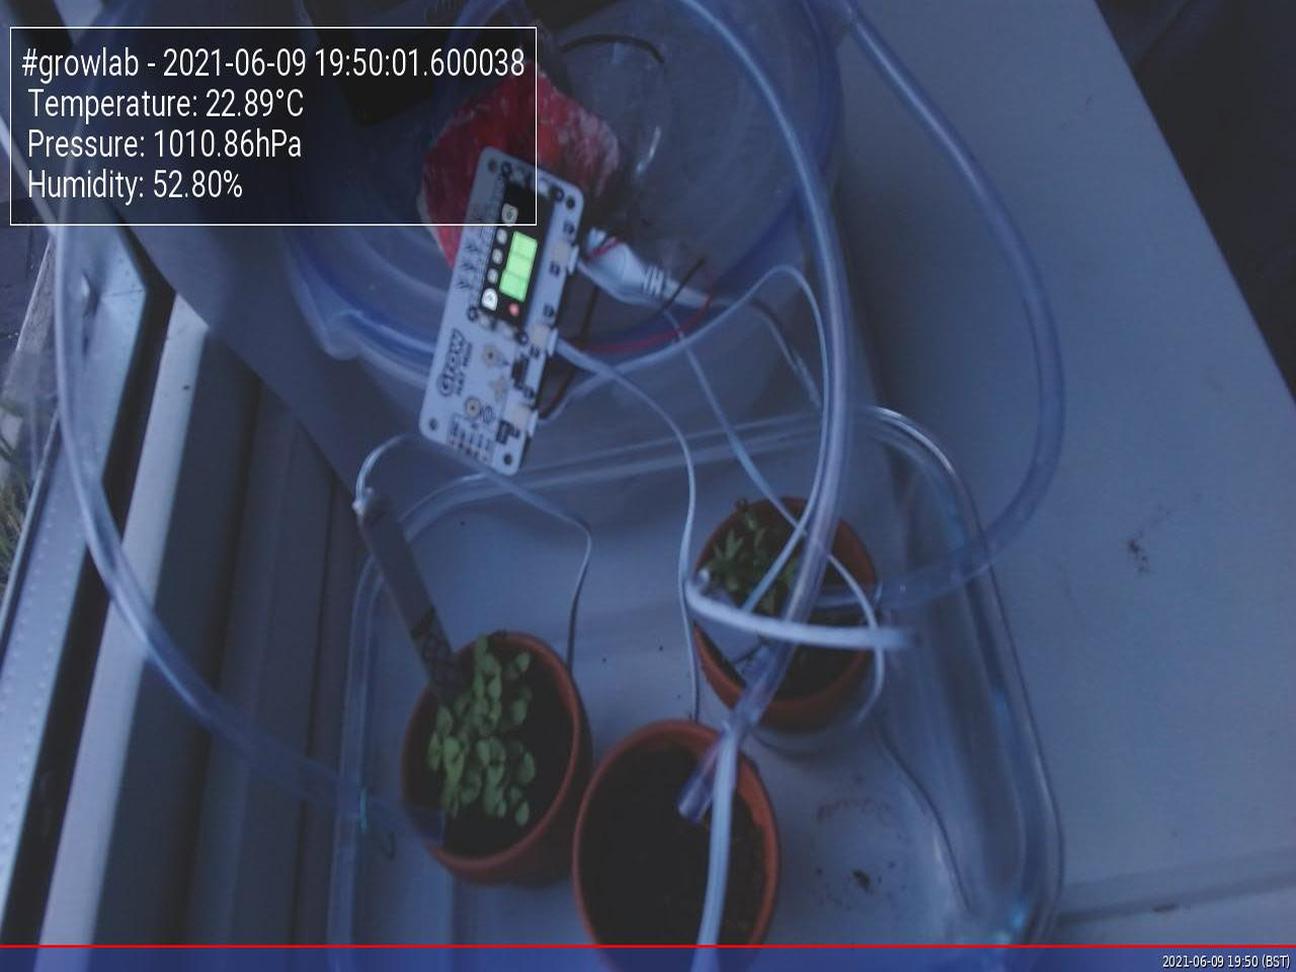 #growlab - 2021-06-09 19:50:01.600038
Temperature: 22.89°C
Pressure: 1010.86hPa
Humidity: 52.80%
GROW
2021-06-09 19:50 (BST)